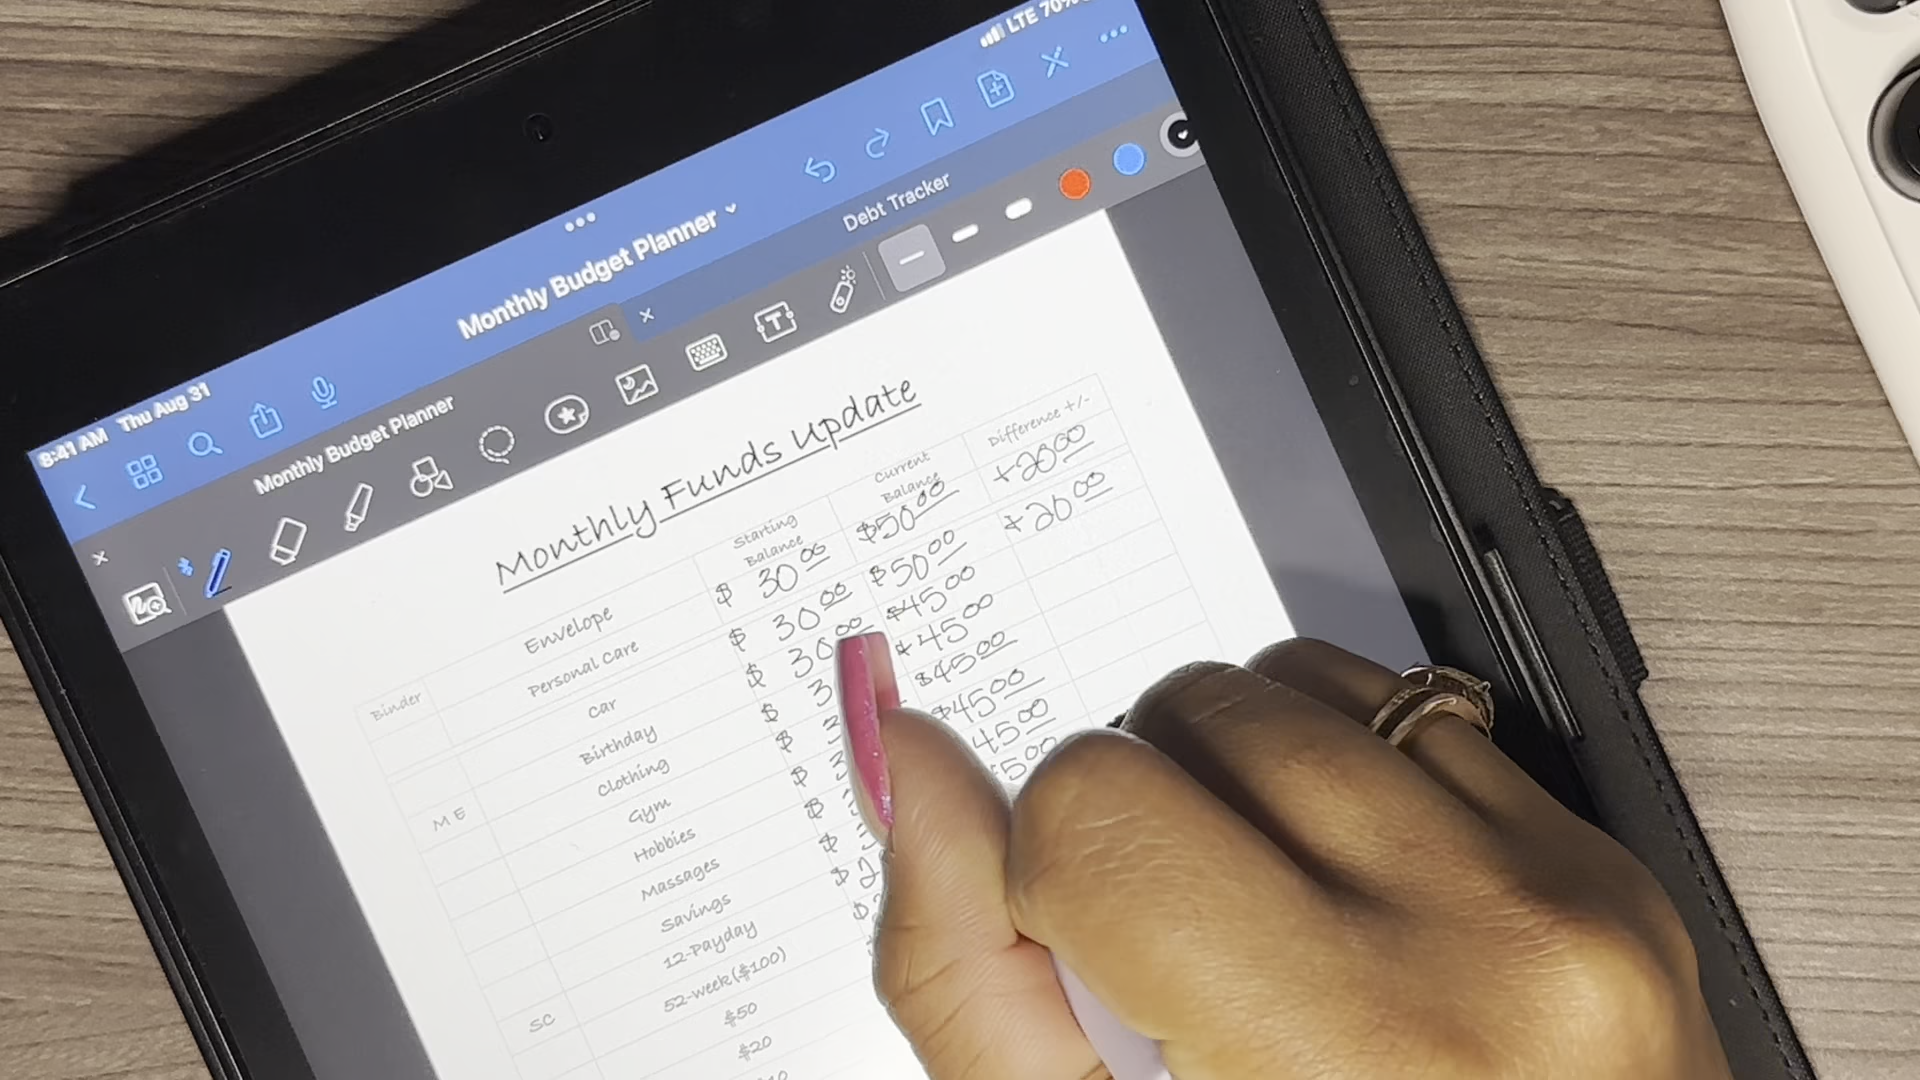 8:41 AM Thu Aug 31
LTE 70%
Monthly Budget Planner
Monthly Budget Planner
Debt Tracker
Monthly Funds Update
Binder Envelope Starting Balance Current Balance Difference +/-
Personal Care $ 30.00 $50.00 +20.00
Car $ 30.00 $50.00 +20.00
Birthday $ 30.00 $45.00
ME Clothing $ $45.00
Gym $ $45.00
Hobbies $ $45.00
Massages $ 45.00
Savings $
12-Payday $
52-week($100) $
SC $50
$20